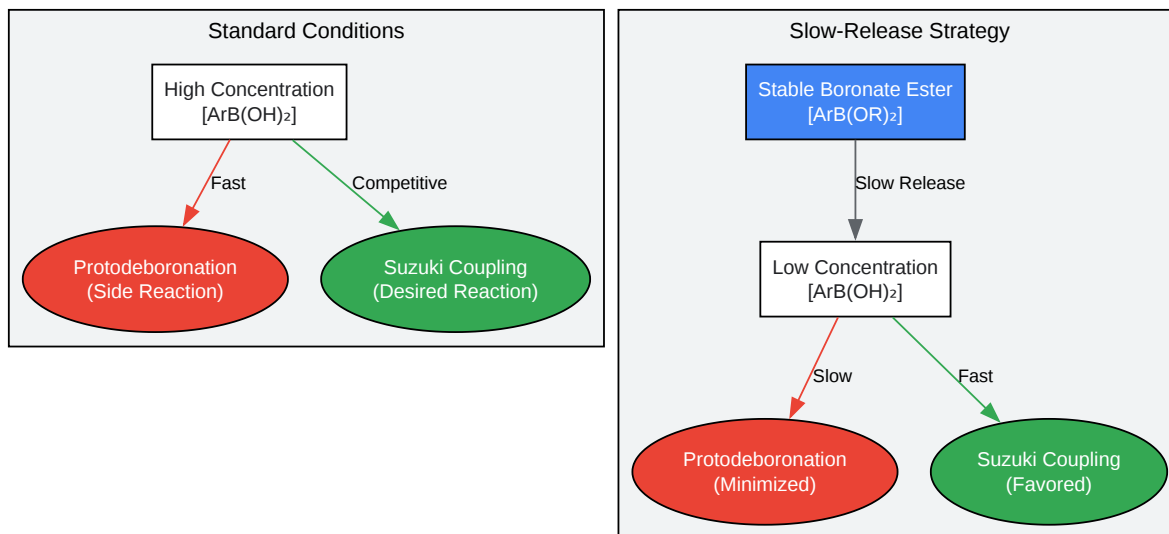 Standard Conditions
High Concentration
[ArB(OH)₂]
Fast
Competitive
Protodeboronation
(Side Reaction)
Suzuki Coupling
(Desired Reaction)
Slow-Release Strategy
Stable Boronate Ester
[ArB(OR)₂]
Slow Release
Low Concentration
[ArB(OH)₂]
Slow
Fast
Protodeboronation
(Minimized)
Suzuki Coupling
(Favored)